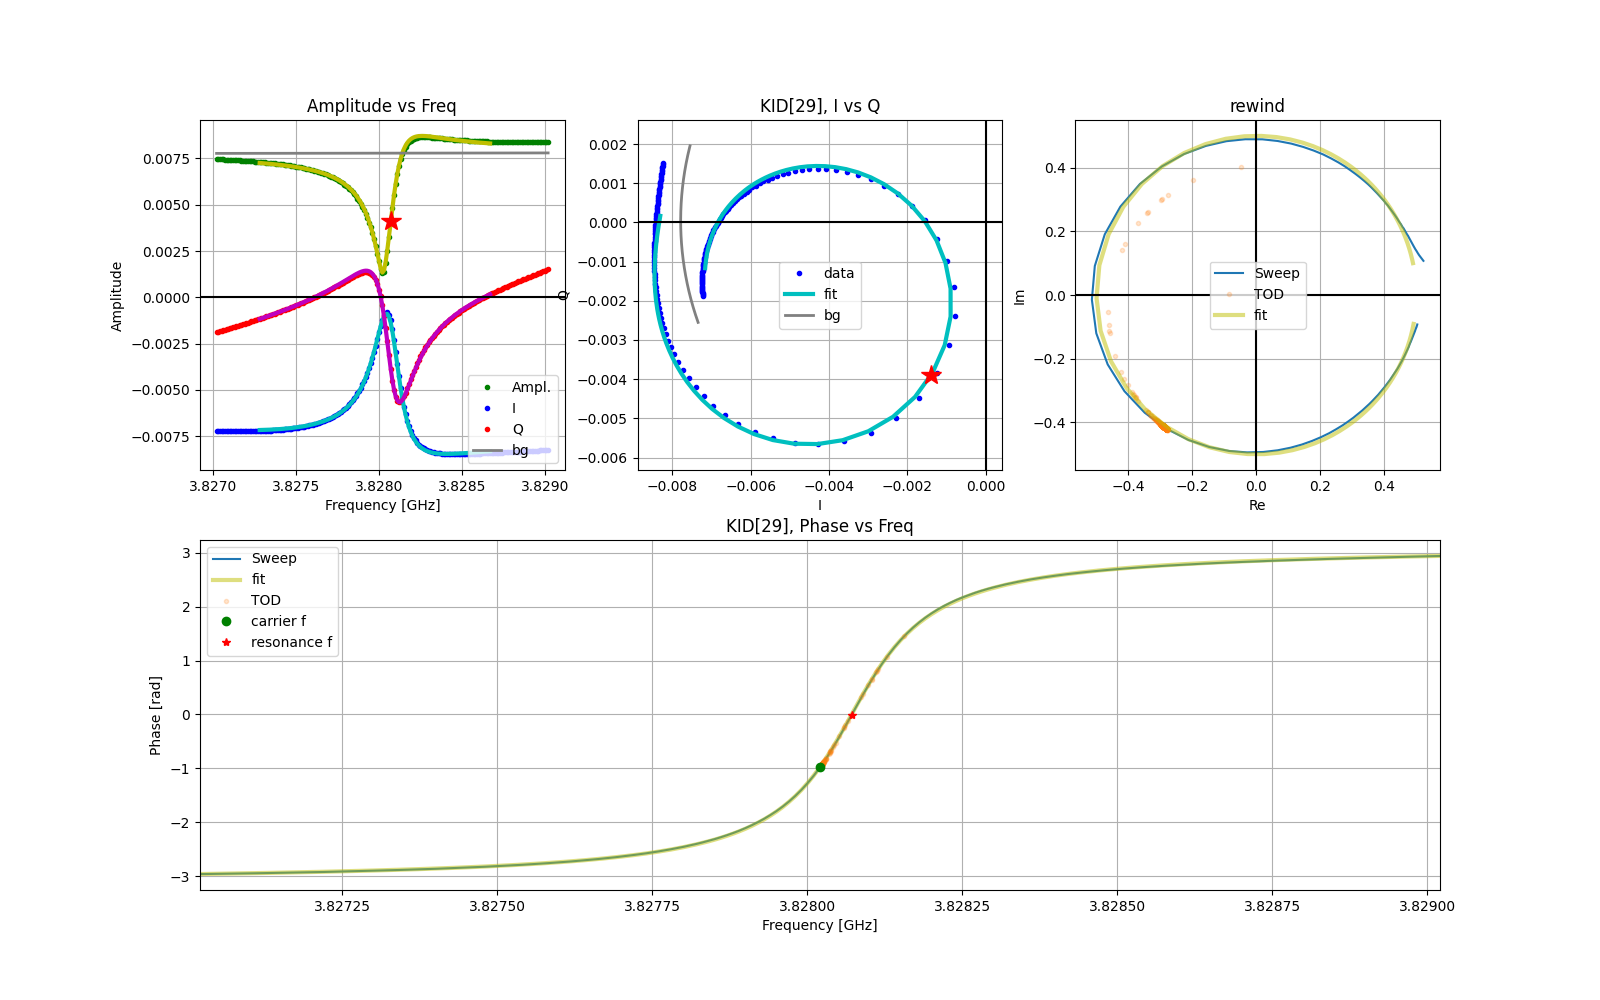 Amplitude vs Freq
Amplitude
0.0075
0.0050
0.0025
0.0000
−0.0025
−0.0050
−0.0075
Ampl.
I
Q
bg
3.8270
3.8275
3.8280
3.8285
3.8290
Frequency [GHz]
KID[29], I vs Q
Q
0.002
0.001
0.000
−0.001
−0.002
−0.003
−0.004
−0.005
−0.006
data
fit
bg
−0.008
−0.006
−0.004
−0.002
0.000
I
rewind
Im
0.4
0.2
0.0
−0.2
−0.4
Sweep
TOD
fit
−0.4
−0.2
0.0
0.2
0.4
Re
KID[29], Phase vs Freq
Phase [rad]
3
2
1
0
−1
−2
−3
Sweep
fit
TOD
carrier f
resonance f
3.82725
3.82750
3.82775
3.82800
3.82825
3.82850
3.82875
3.82900
Frequency [GHz]